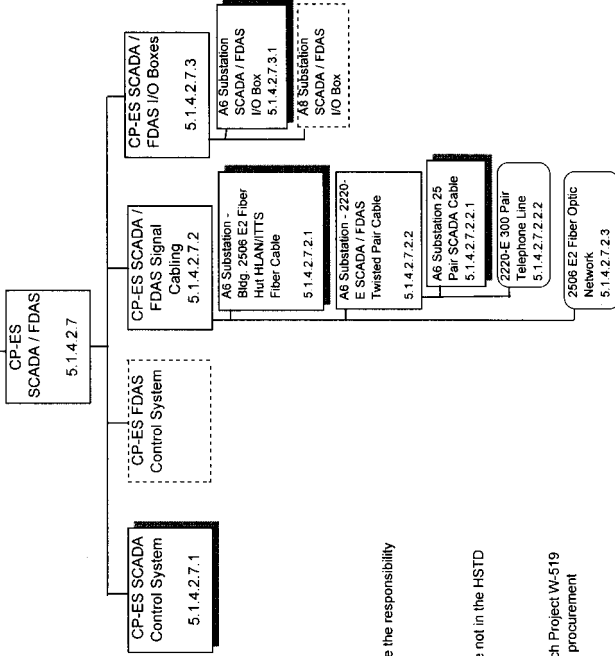 CP-ES
SCADA / FDAS
5.1.4.2.7
CP-ES SCADA
Control System
5.1.4.2.7.1
CP-ES FDAS
Control System
CP-ES SCADA /
FDAS Signal
Cabling
5.1.4.2.7.2
A6 Substation -
Bldg. 2506 E2 Fiber
Hut HLAN/ITTS
Fiber Cable
5.1.4.2.7.2.1
A6 Substation - 2220-
E SCADA / FDAS
Twisted Pair Cable
5.1.4.2.7.2.2
A6 Substation 25
Pair SCADA Cable
5.1.4.2.7.2.2.1
2220-E 300 Pair
Telephone Line
5.1.4.2.7.2.2.2
2506 E2 Fiber Optic
Network
5.1.4.2.7.2.3
CP-ES SCADA /
FDAS I/O Boxes
5.1.4.2.7.3
A6 Substation
SCADA / FDAS
I/O Box
5.1.4.2.7.3.1
A8 Substation
SCADA / FDAS
I/O Box
e the responsibility
e not in the HSTD
ch Project W-519
procurement